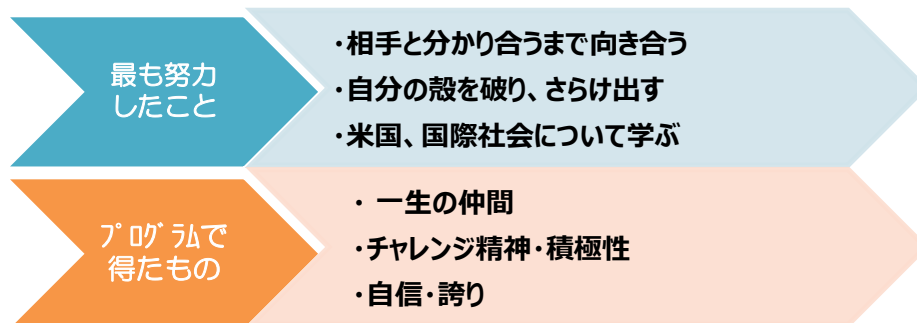 最も努力
したこと
・相手と分かり合うまで向き合う
・自分の殻を破り、さらけ出す
・米国、国際社会について学ぶ
ﾌﾟﾛｸﾞﾗﾑで
得たもの
・ 一生の仲間
・チャレンジ精神・積極性
・自信・誇り